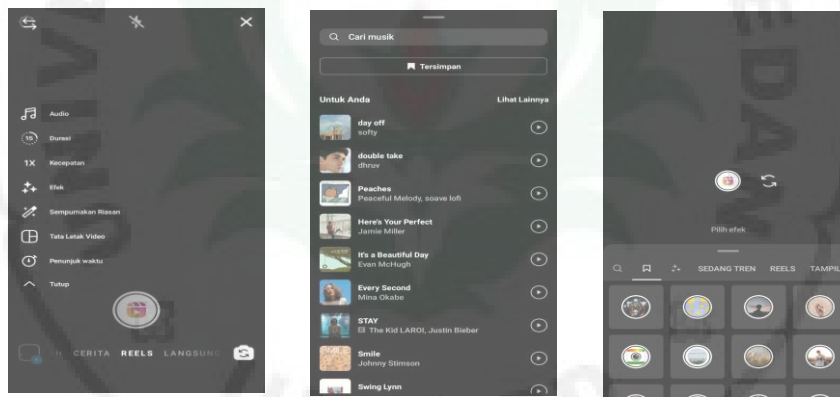 Audio
15 Durasi
1X Kecepatan
Efek
Sempurnakan Riasan
Tata Letak Video
Penunjuk waktu
Tutup
CERITA REELS LANGSUNG
Cari musik
Tersimpan
Untuk Anda Lihat Lainnya
day off
softy
double take
dhruv
Peaches
Peaceful Melody, soave lofi
Here's Your Perfect
Jamie Miller
It's a Beautiful Day
Evan McHugh
Every Second
Mina Okabe
STAY
E The Kid LAROI, Justin Bieber
Smile
Johnny Stimson
Swing Lynn
Pilih efek
SEDANG TREN REELS TAMPIL